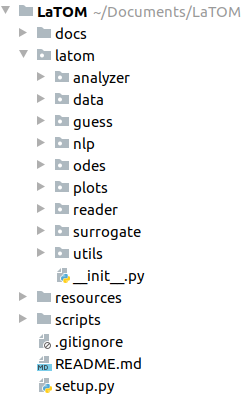 LaTOM ~/Documents/LaTOM
docs
latom
analyzer
data
guess
nlp
odes
plots
reader
surrogate
utils
__init__.py
resources
scripts
.gitignore
MD README.md
setup.py